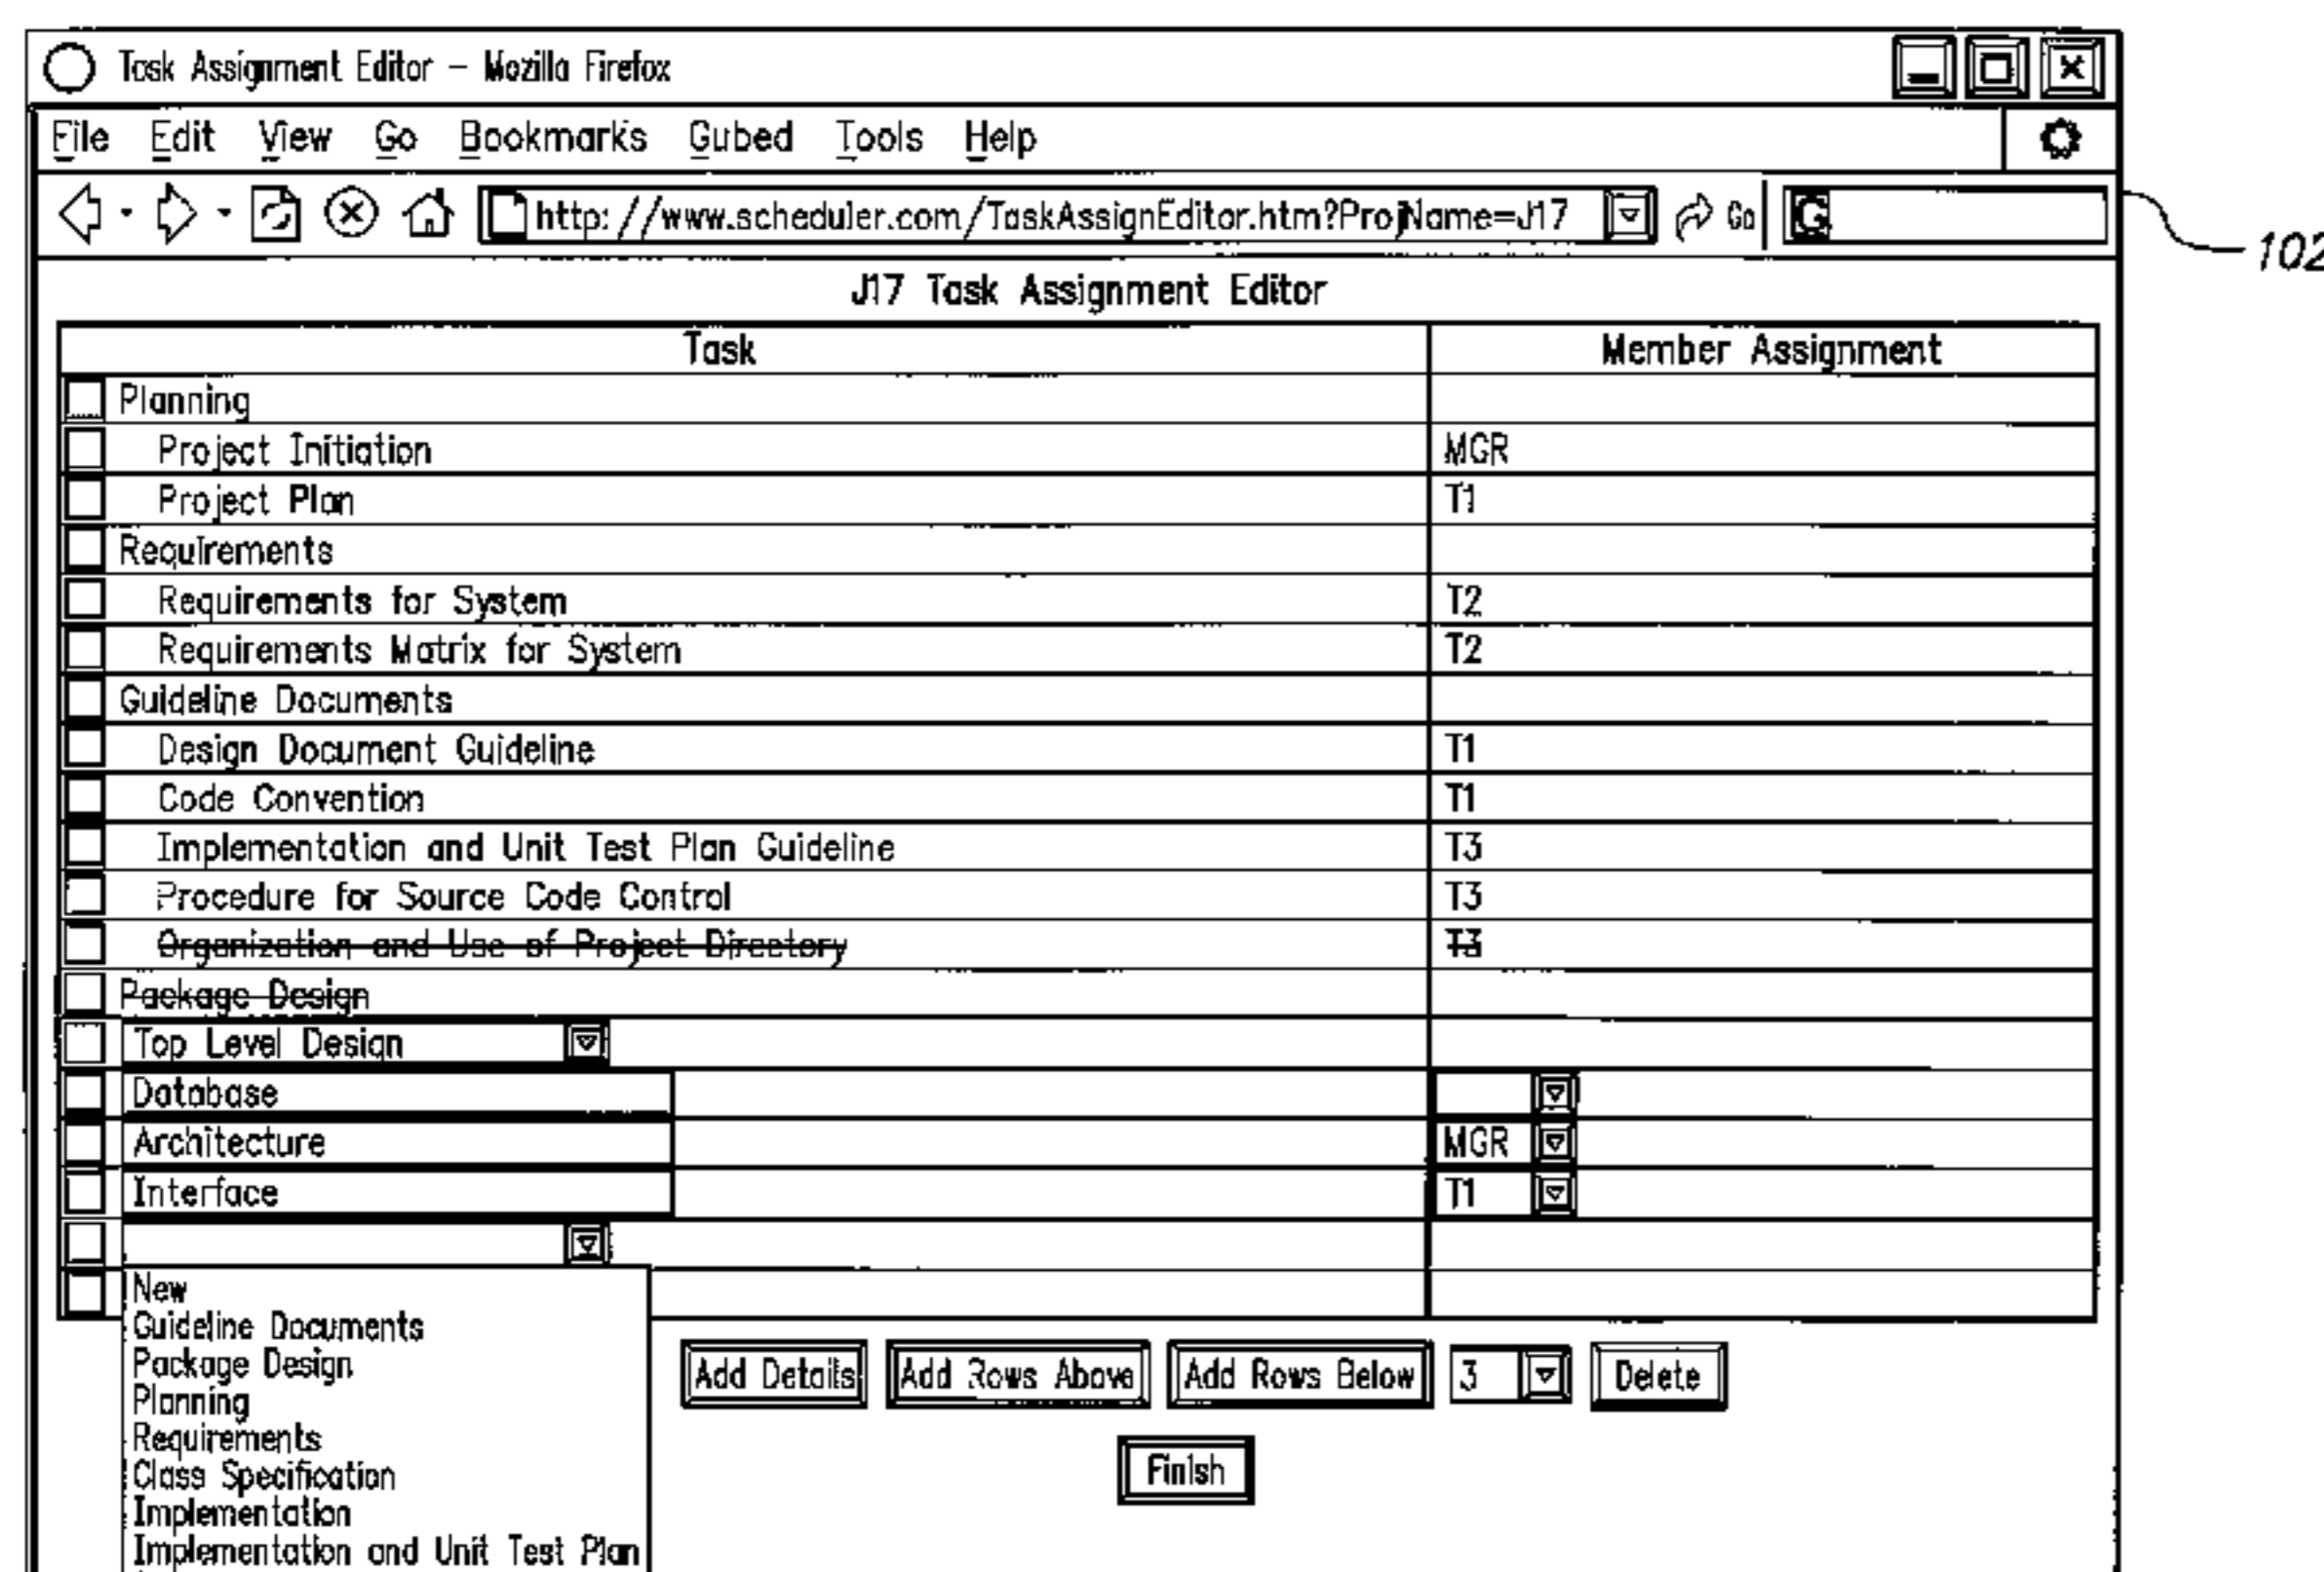 Task Assignment Editor – Mozilla Firefox
File Edit View Go Bookmarks Gubed Tools Help
http://www.scheduler.com/TaskAssignEditor.htm?ProjName=J17 Go G
102
J17 Task Assignment Editor
Task Member Assignment
Planning
Project Initiation MGR
Project Plan T1
Requirements
Requirements for System T2
Requirements Matrix for System T2
Guideline Documents
Design Document Guideline T1
Code Convention T1
Implementation and Unit Test Plan Guideline T3
Procedure for Source Code Control T3
Organization and Use of Project Directory T3
Package Design
Top Level Design
Database
Architecture MGR
Interface T1
New
Guideline Documents
Package Design
Planning
Requirements
Class Specification
Implementation
Implementation and Unit Test Plan
Add Details Add Rows Above Add Rows Below 3 Delete
Finish